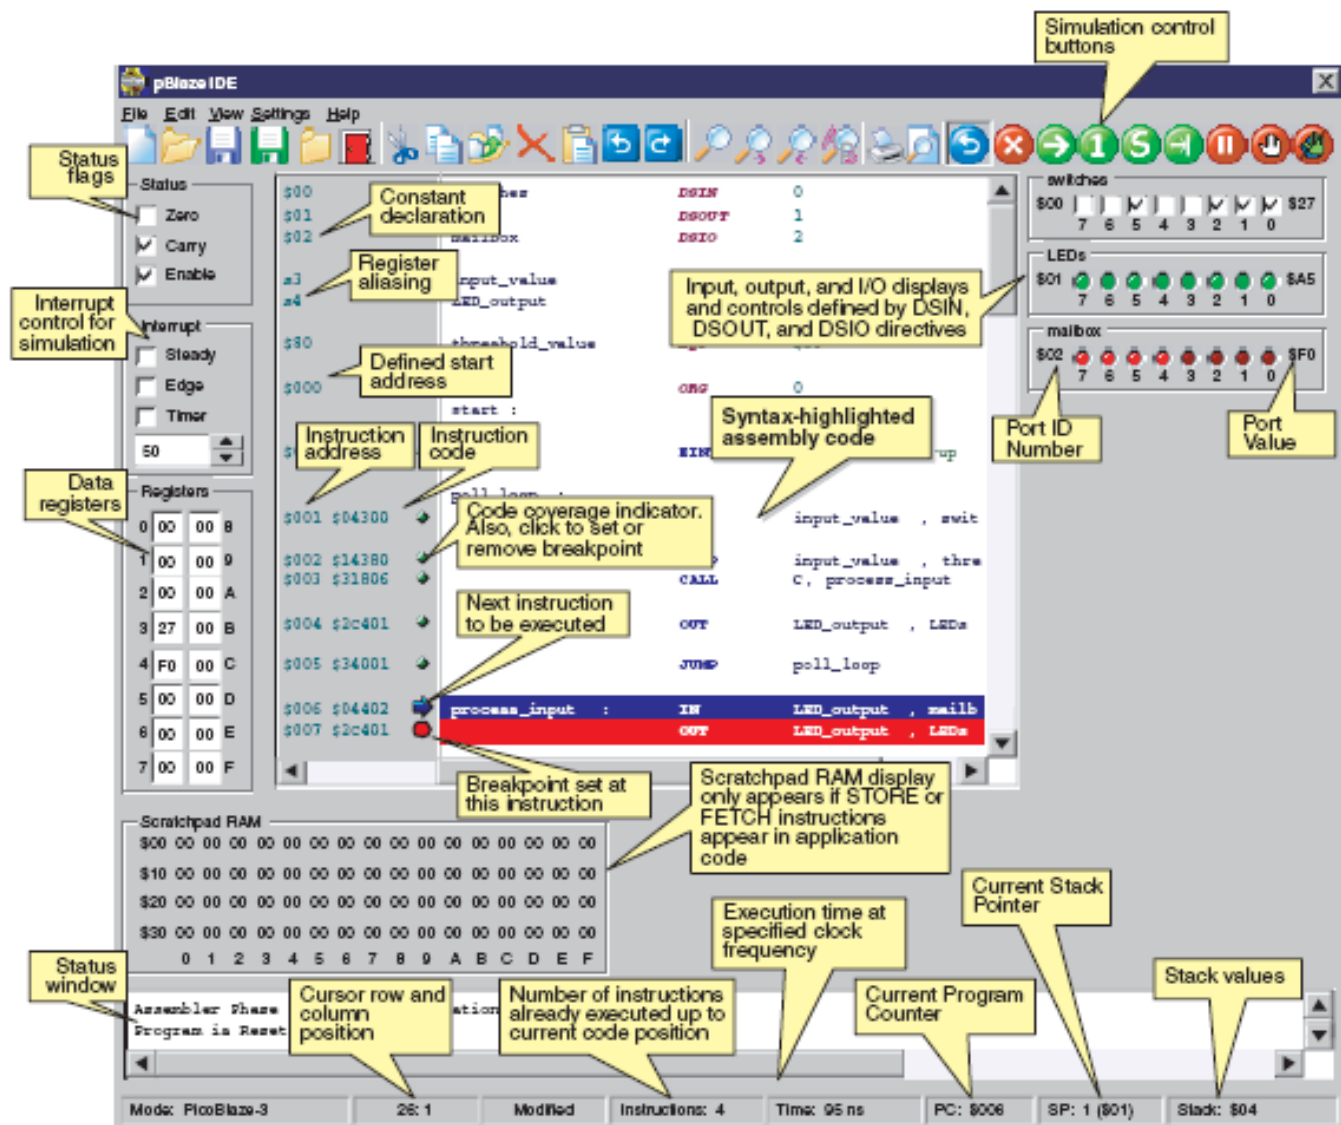 Simulation control
buttons
pBlaze IDE
File Edit View Settings Help
Status
flags
Status
Zero
Carry
Enable
Interrupt
control for
simulation
Interrupt
Steady
Edge
Timer
50
Data
registers
Registers
0 00 00 8
1 00 00 9
2 00 00 A
3 27 00 B
4 F0 00 C
5 00 00 D
6 00 00 E
7 00 00 F
$00 DSIN 0
$01 DSOUT 1
$02 mailbox DSIO 2
Constant
declaration
s3 input_value
s4 LED_output
Register
aliasing
$80 threshold_value
Defined start
address
$000 ORG 0
start :
Instruction
address
Instruction
code
Syntax-highlighted
assembly code
EIN up
poll_loop :
$001 $04300 input_value , swit
Code coverage indicator.
Also, click to set or
remove breakpoint
$002 $14380 input_value , thre
$003 $31806 CALL C, process_input
Next instruction
to be executed
$004 $2c401 OUT LED_output , LEDs
$005 $34001 JUMP poll_loop
$006 $04402 process_input : IN LED_output , mailb
$007 $2c401 OUT LED_output , LEDs
Breakpoint set at
this instruction
switches
$00 $27
7 6 5 4 3 2 1 0
LEDs
$01 $A5
7 6 5 4 3 2 1 0
mailbox
$02 $F0
7 6 5 4 3 2 1 0
Input, output, and I/O displays
and controls defined by DSIN,
DSOUT, and DSIO directives
Port ID
Number
Port
Value
Scratchpad RAM display
only appears if STORE or
FETCH instructions
appear in application
code
Scratchpad RAM
$00 00 00 00 00 00 00 00 00 00 00 00 00 00 00 00 00
$10 00 00 00 00 00 00 00 00 00 00 00 00 00 00 00 00
$20 00 00 00 00 00 00 00 00 00 00 00 00 00 00 00 00
$30 00 00 00 00 00 00 00 00 00 00 00 00 00 00 00 00
0 1 2 3 4 5 6 7 8 9 A B C D E F
Status
window
Assembler Phase
Program in Reset
Cursor row and
column
position
Number of instructions
already executed up to
current code position
Execution time at
specified clock
frequency
Current Program
Counter
Current Stack
Pointer
Stack values
Mode: PicoBlaze-3 26: 1 Modified Instructions: 4 Time: 95 ns PC: $006 SP: 1 ($01) Stack: $04